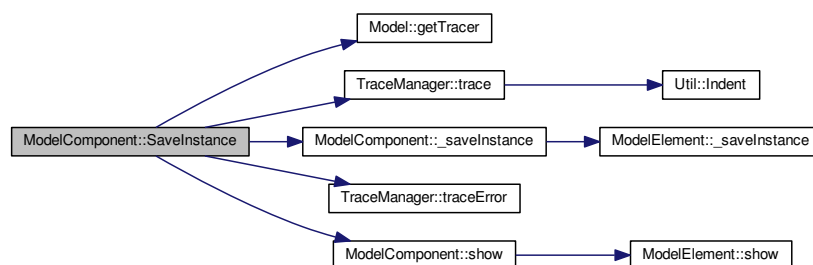 Model::getTracer
TraceManager::trace
Util::Indent
ModelComponent::SaveInstance
ModelComponent::_saveInstance
ModelElement::_saveInstance
TraceManager::traceError
ModelComponent::show
ModelElement::show